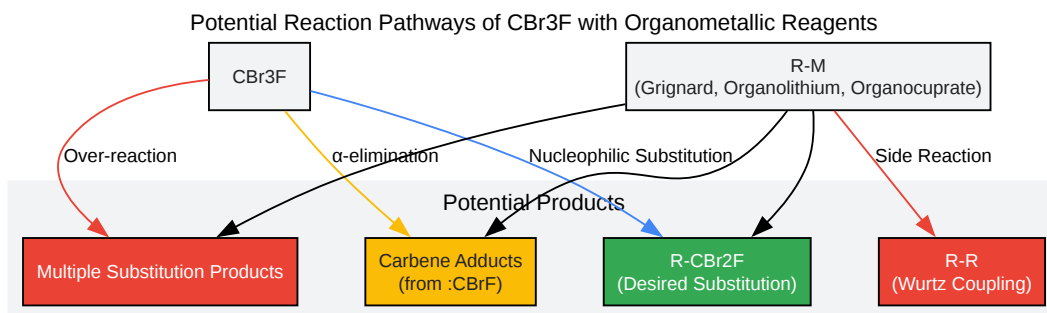 Potential Reaction Pathways of CBr3F with Organometallic Reagents
CBr3F
R-M
(Grignard, Organolithium, Organocuprate)
Over-reaction
α-elimination
Nucleophilic Substitution
Side Reaction
Potential Products
Multiple Substitution Products
Carbene Adducts
(from :CBrF)
R-CBr2F
(Desired Substitution)
R-R
(Wurtz Coupling)